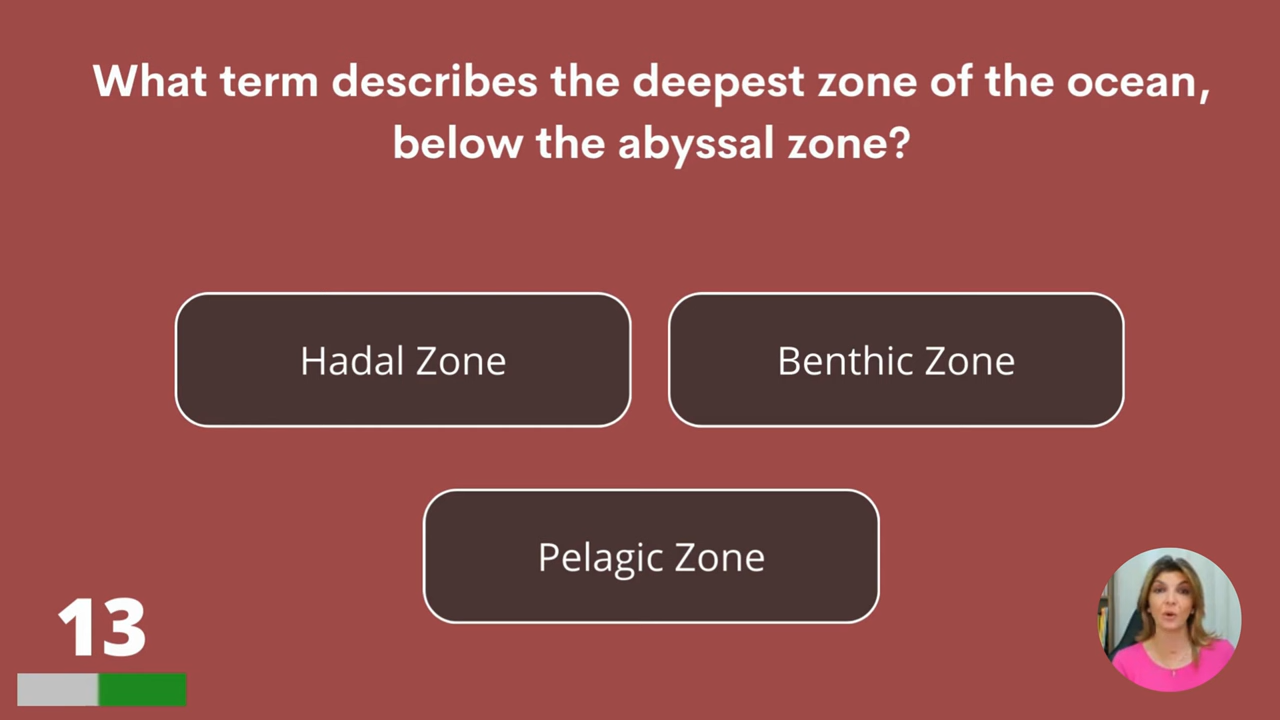 What term describes the deepest zone of the ocean,
below the abyssal zone?
Hadal Zone
Benthic Zone
Pelagic Zone
13